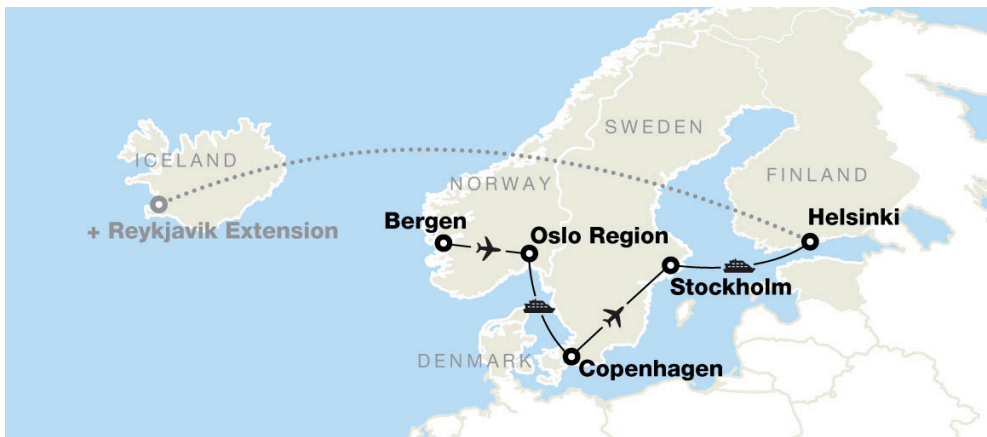 SWEDEN
ICELAND
FINLAND
NORWAY
+ Reykjavik Extension
Bergen
Oslo Region
Helsinki
Stockholm
DENMARK
Copenhagen